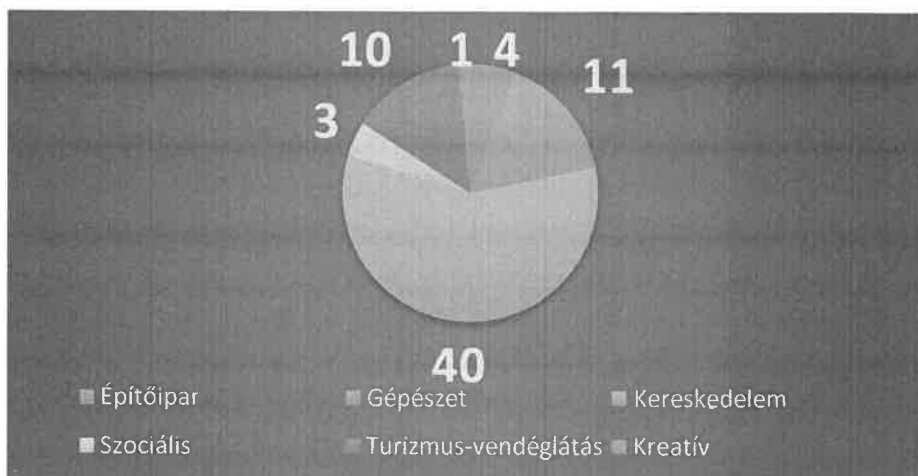 10 1 4
11
3
40
Építőipar Gépészet Kereskedelem
Szociális Turizmus-vendéglátás Kreatív